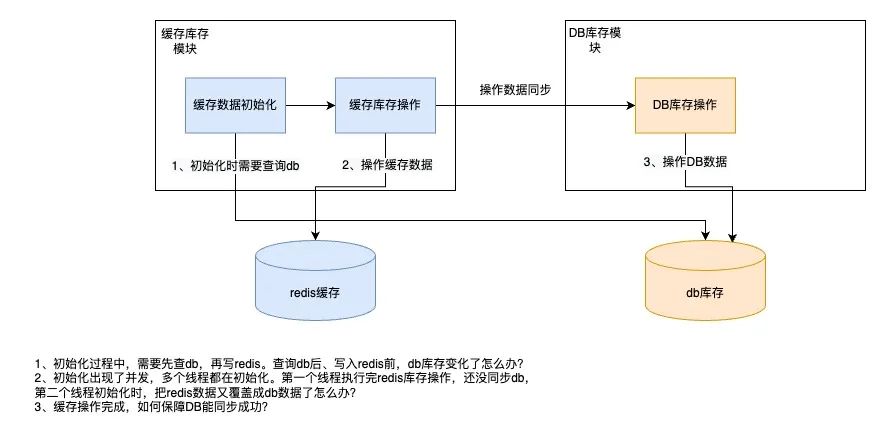 缓存库存
模块
DB库存模
块
缓存数据初始化
缓存库存操作
操作数据同步
DB库存操作
1、初始化时需要查询db
2、操作缓存数据
3、操作DB数据
redis缓存
db库存
1、初始化过程中，需要先查db，再写redis。查询db后、写入redis前，db库存变化了怎么办？
2、初始化出现了并发，多个线程都在初始化。第一个线程执行完redis库存操作，还没同步db，
第二个线程初始化时，把redis数据又覆盖成db数据了怎么办？
3、缓存操作完成，如何保障DB能同步成功？